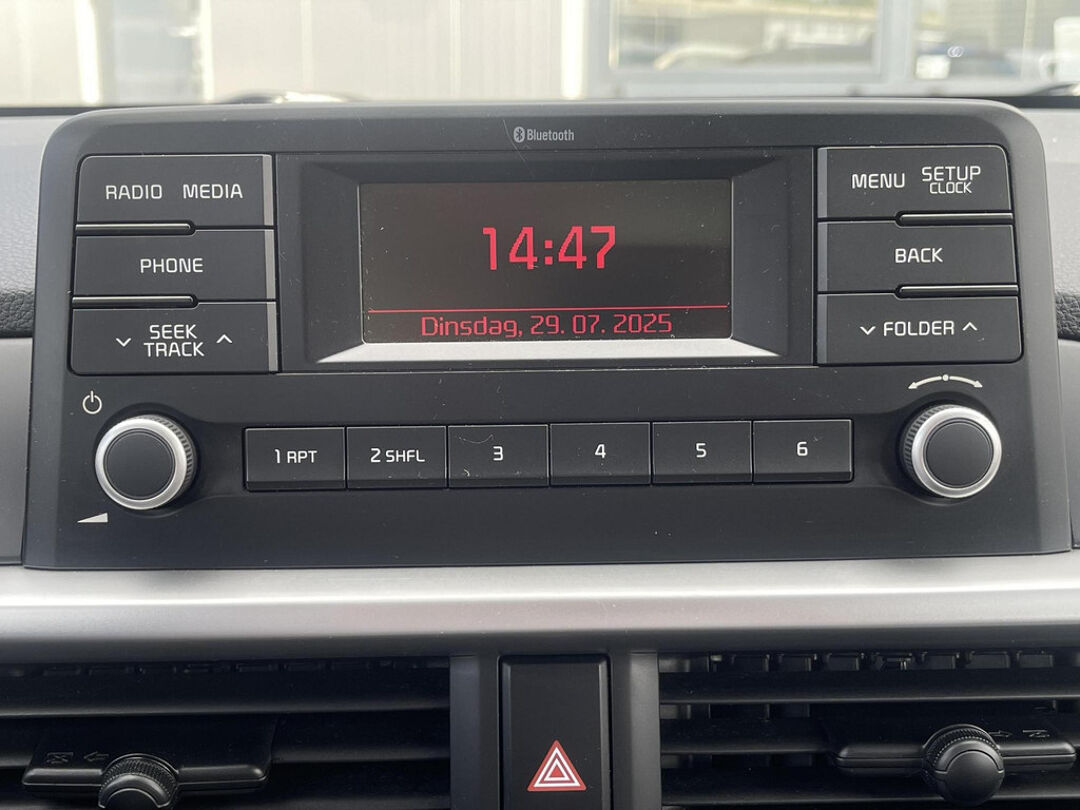 Bluetooth
RADIO MEDIA
PHONE
SEEK
TRACK
14:47
Dinsdag, 29. 07. 2025
MENU SETUP
CLOCK
BACK
FOLDER
1 RPT 2 SHFL 3 4 5 6